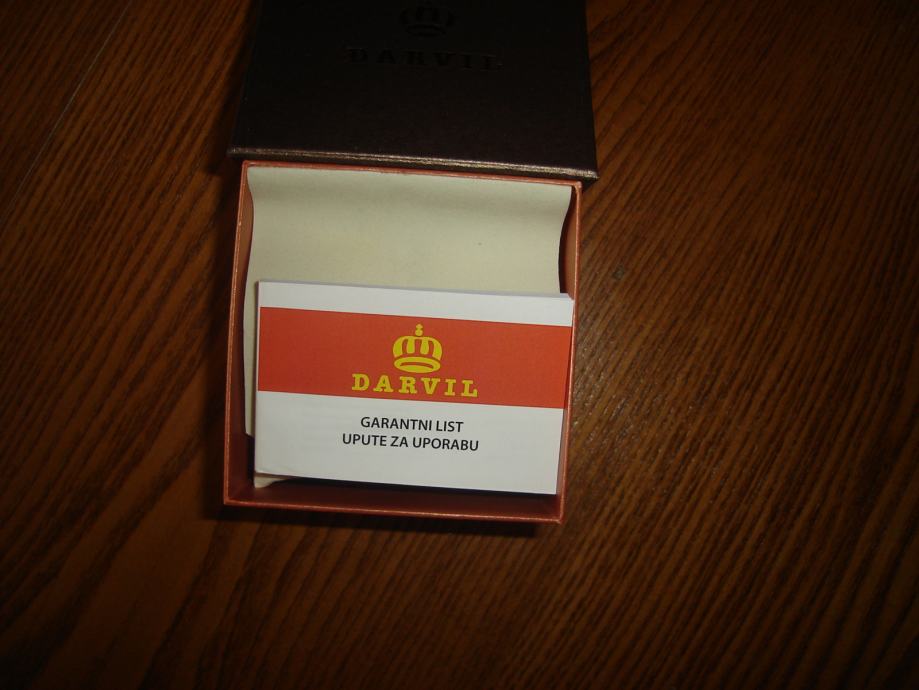 DARVIL
DARVIL
GARANTNI LIST
UPUTE ZA UPORABU